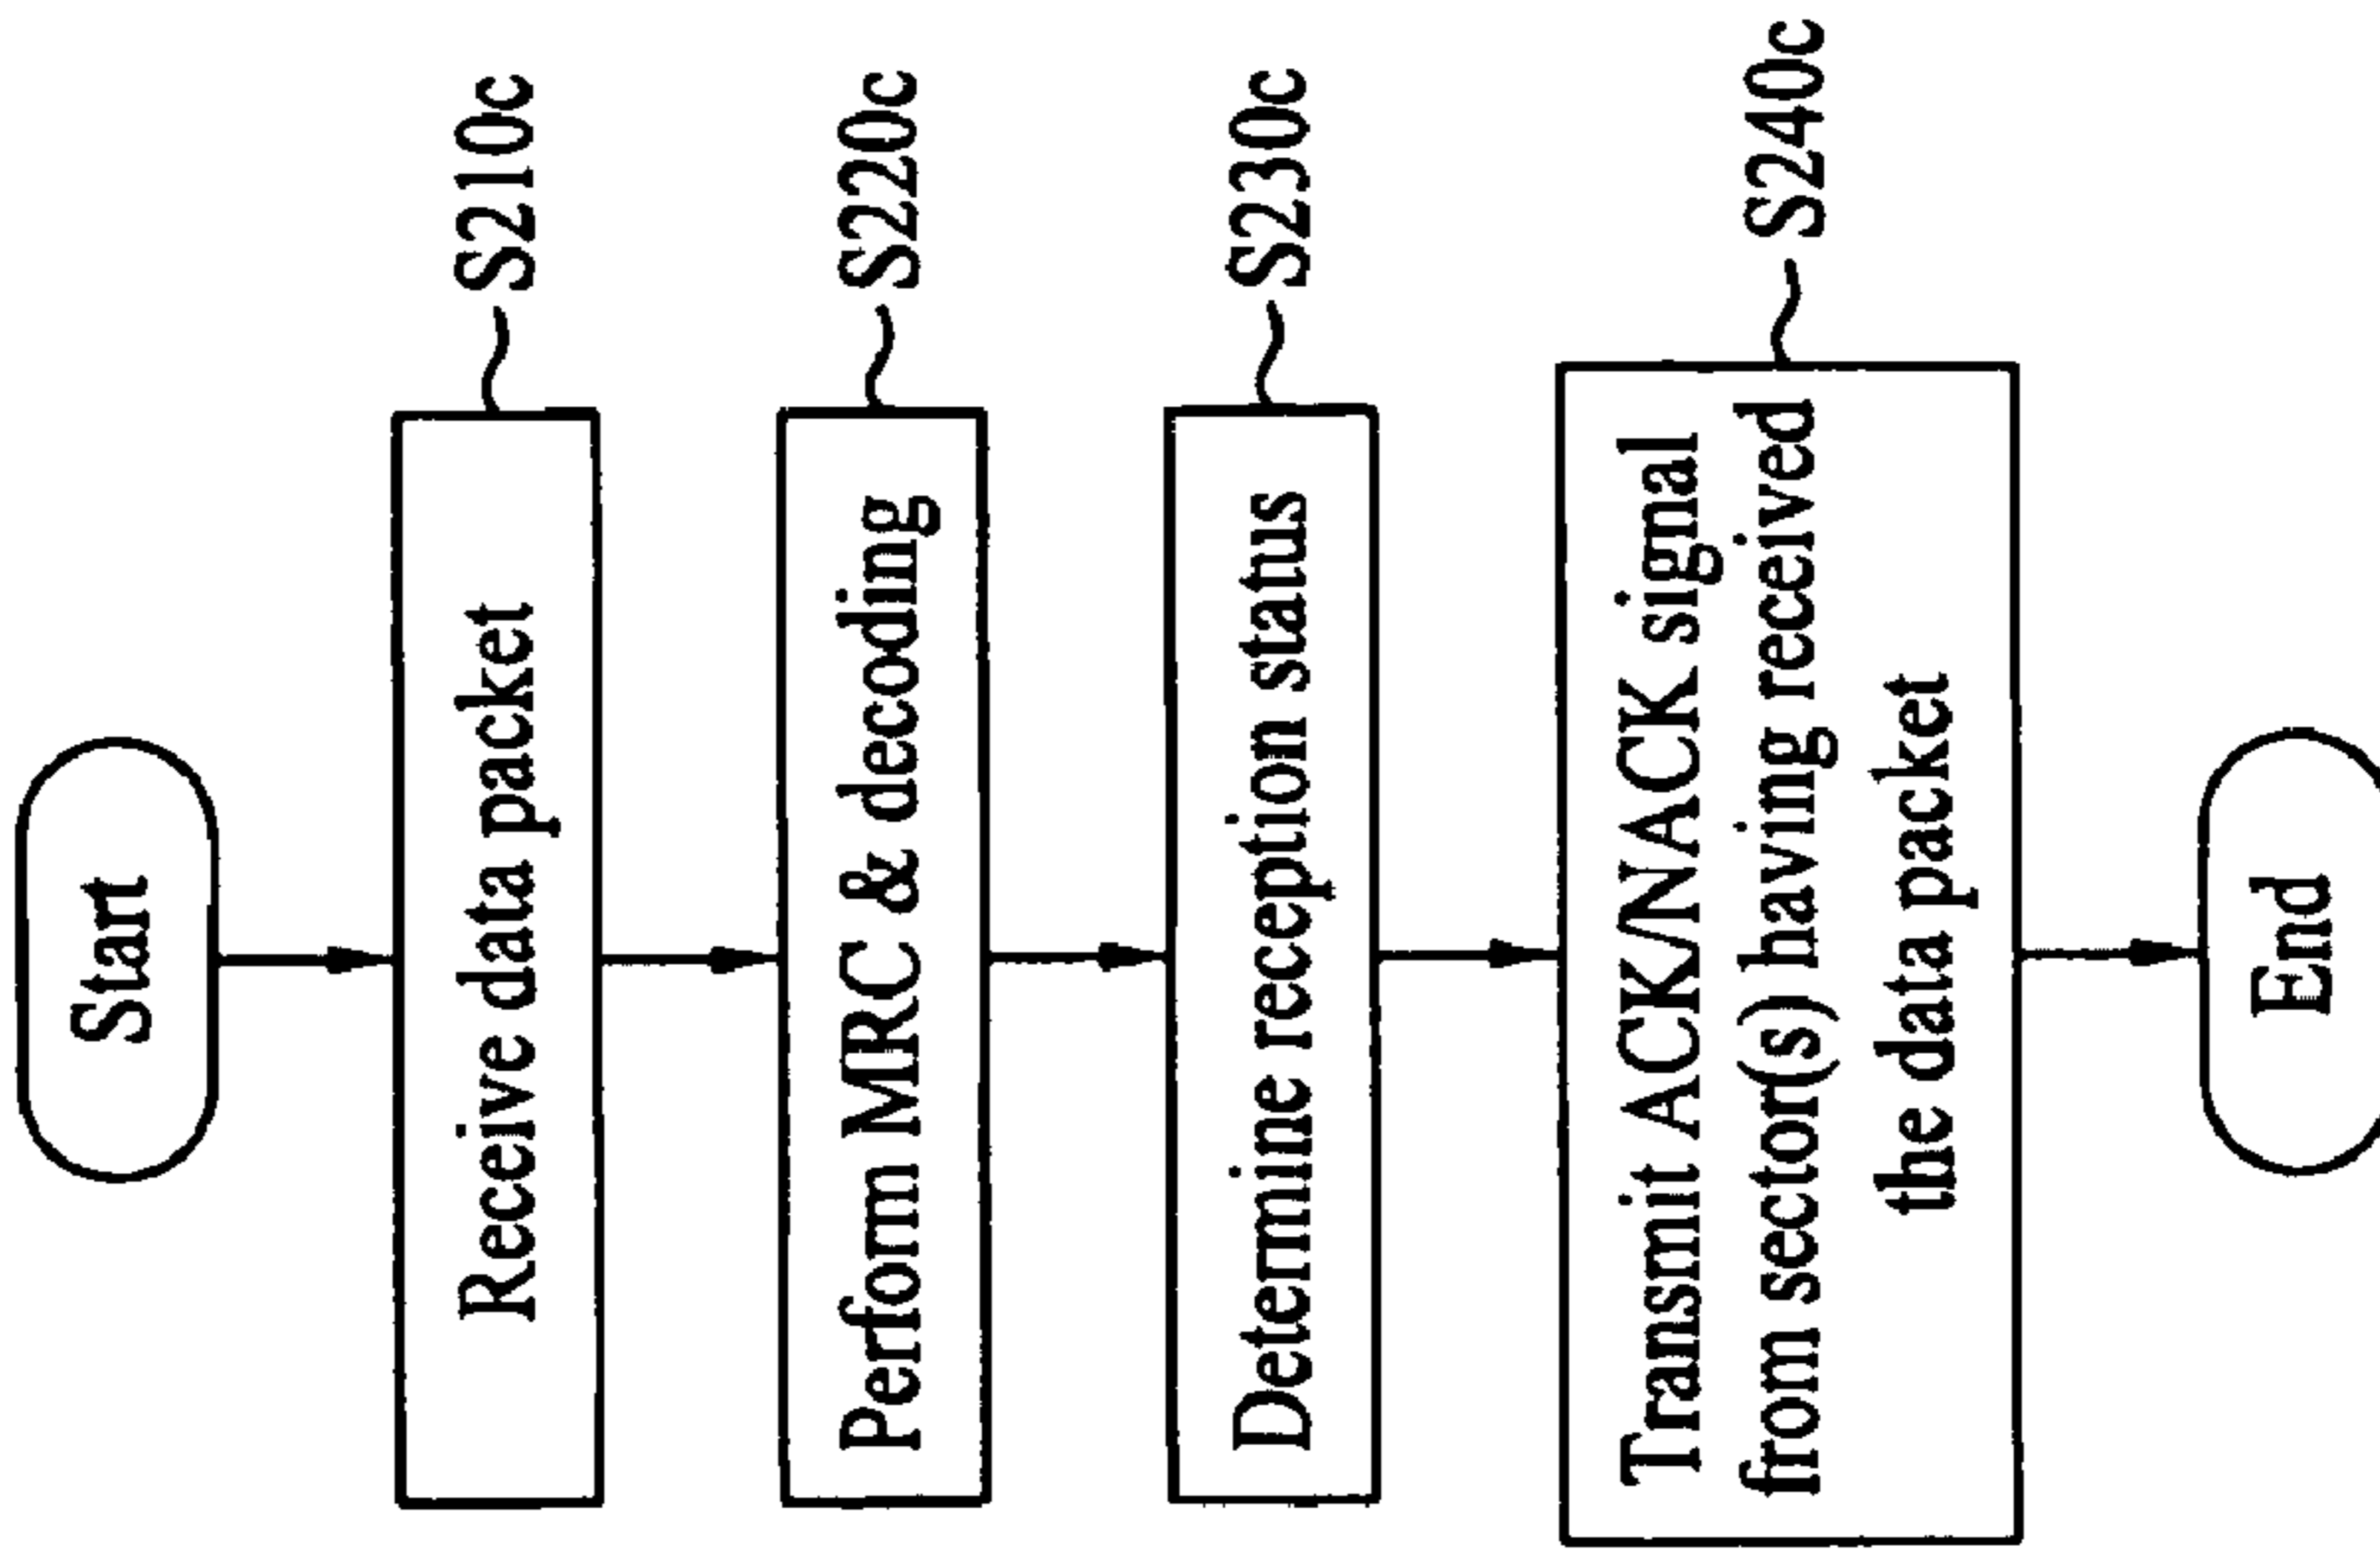 Start
Receive data packet
S210c
Perform MRC & decoding
S220c
Determine reception status
S230c
Transmit ACK/NACK signal
from sector(s) having received
the data packet
S240c
End